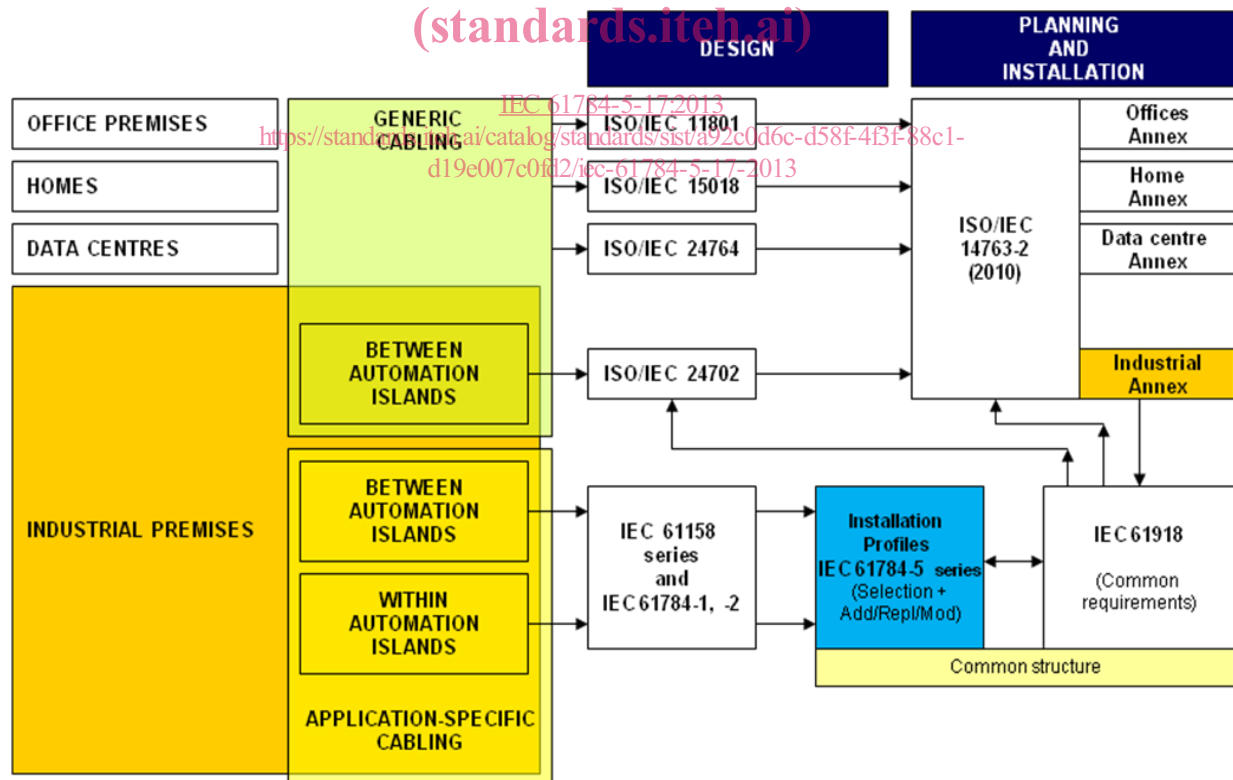 (standards.iteh.ai)
DESIGN
PLANNING
AND
INSTALLATION
IEC 61784-5-17:2013
https://standards.iteh.ai/catalog/standards/sist/a92c0d6c-d58f-4f3f-88c1-
d19e007c0fd2/iec-61784-5-17-2013
OFFICE PREMISES
GENERIC
CABLING
ISO/IEC 11801
Offices
Annex
HOMES
ISO/IEC 15018
Home
Annex
DATA CENTRES
ISO/IEC 24764
ISO/IEC
14763-2
(2010)
Data centre
Annex
BETWEEN
AUTOMATION
ISLANDS
ISO/IEC 24702
Industrial
Annex
INDUSTRIAL PREMISES
BETWEEN
AUTOMATION
ISLANDS
WITHIN
AUTOMATION
ISLANDS
APPLICATION-SPECIFIC
CABLING
IEC 61158
series
and
IEC 61784-1, -2
Installation
Profiles
IEC 61784-5 series
(Selection +
Add/Repl/Mod)
IEC 61918
(Common
requirements)
Common structure